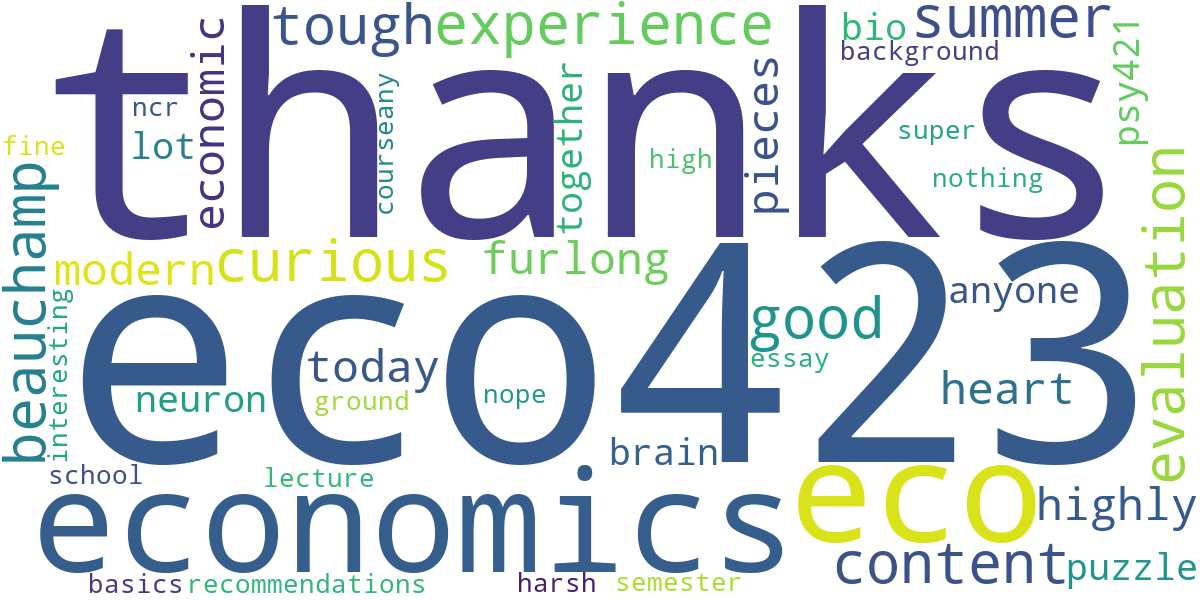 thanks
tough
experience
bio
summer
background
psy421
economic
ncr
lot
fine
courseany
together
high
pieces
super
nothing
beauchamp
modern
curious
furlong
evaluation
eco423
anyone
good
essay
interesting
today
neuron
ground
nope
heart
brain
school
lecture
economics
eco
highly
content
puzzle
basics
recommendations
harsh
semester